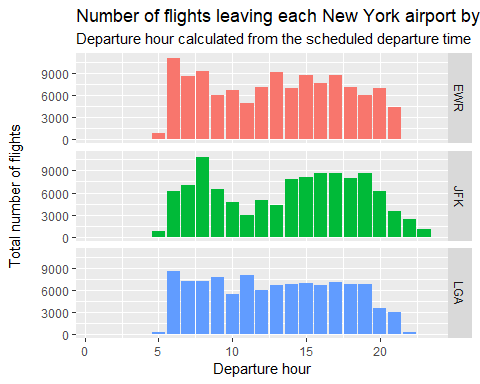 Number of flights leaving each New York airport by
Departure hour calculated from the scheduled departure time
Total number of flights
9000
6000
3000
0
EWR
9000
6000
3000
0
JFK
9000
6000
3000
0
LGA
0 5 10 15 20
Departure hour